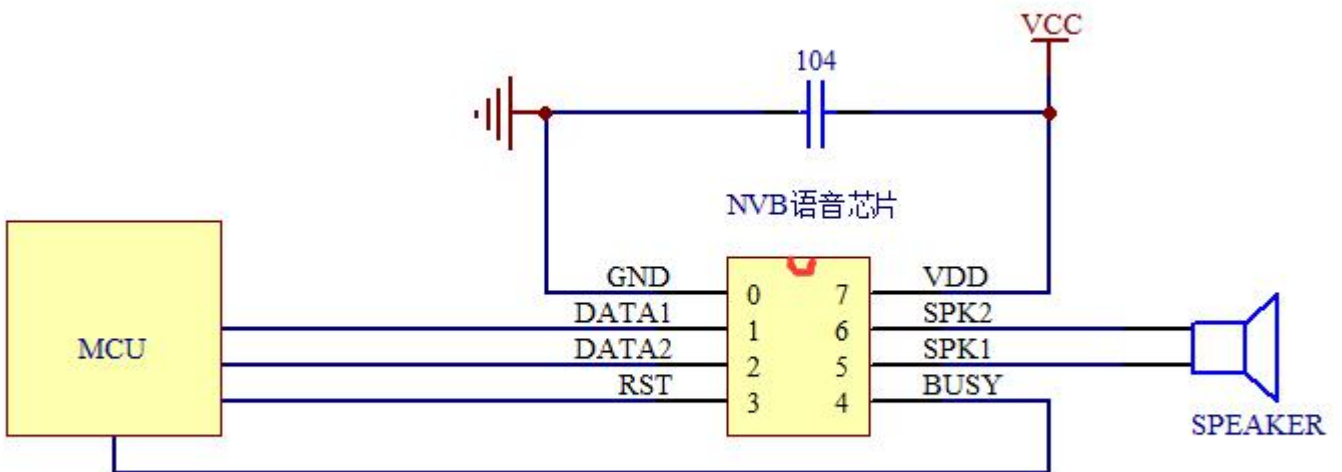 VCC
104
NVB语音芯片
GND 0 7 VDD
DATA1 1 6 SPK2
MCU DATA2 2 5 SPK1
RST 3 4 BUSY
SPEAKER